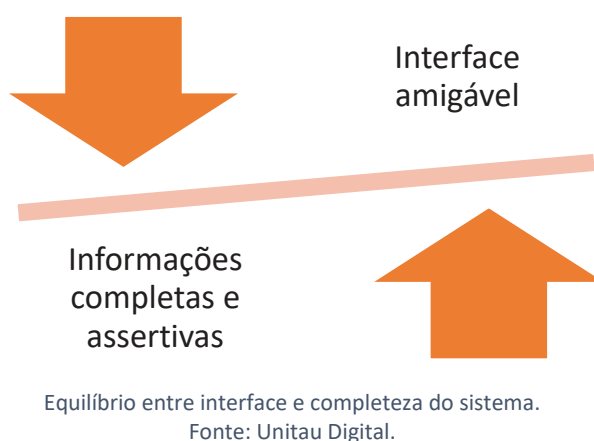 Interface
amigável
Informações
completas e
assertivas
Equilíbrio entre interface e completeza do sistema.
Fonte: Unitau Digital.